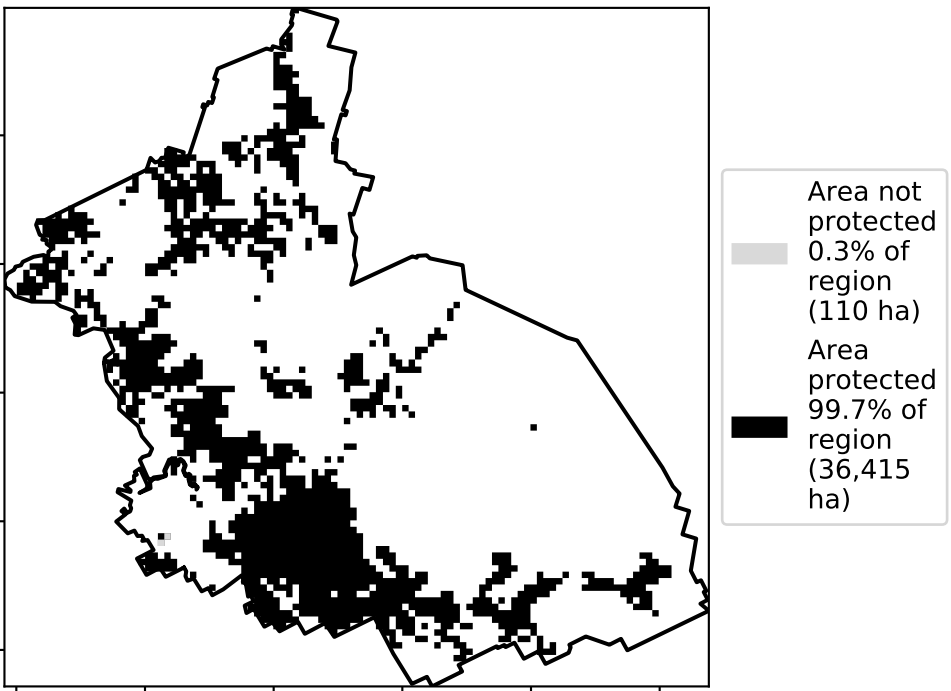 Area not
protected
0.3% of
region
(110 ha)
Area
protected
99.7% of
region
(36,415
ha)